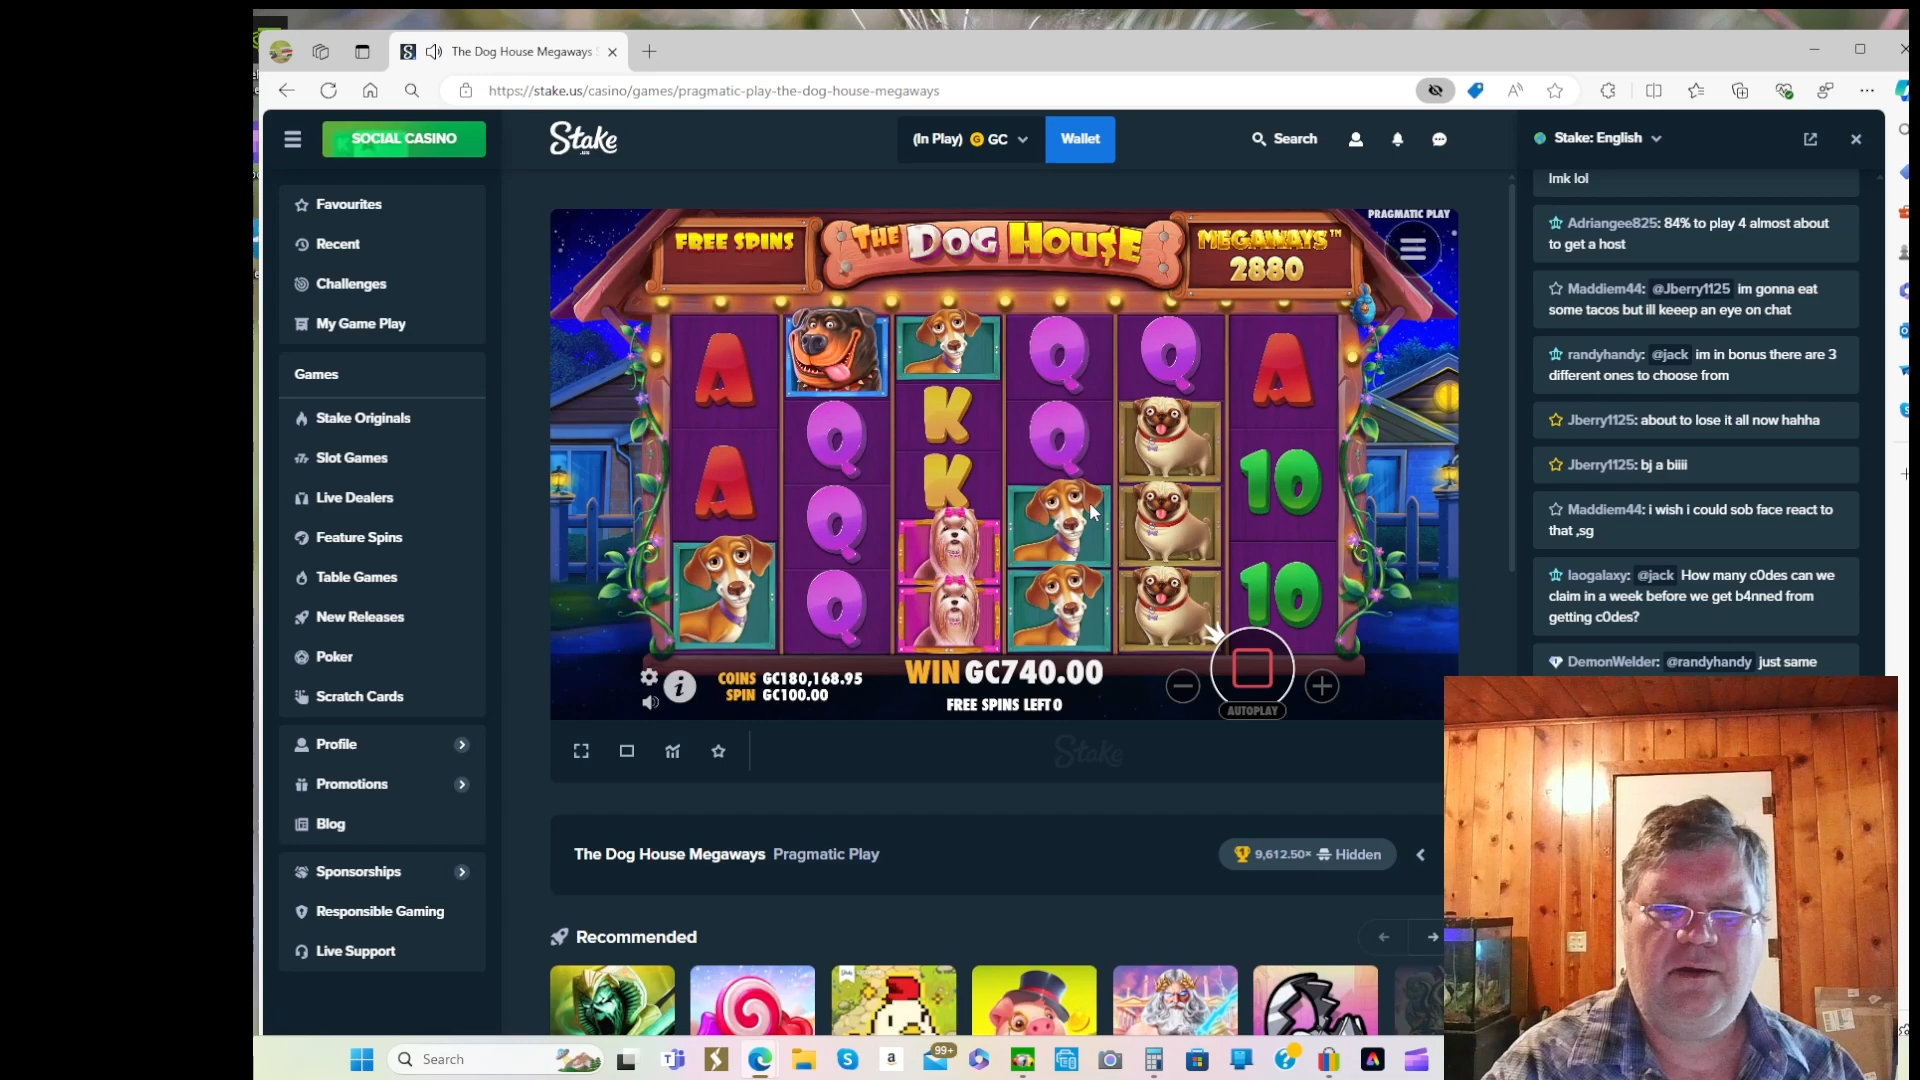 The Dog House Megaways
https://stake.us/casino/games/pragmatic-play-the-dog-house-megaways
SOCIAL CASINO
Stake
(In Play) GC
Wallet
Search
Stake: English
Favourites
Recent
Challenges
My Game Play
Games
Stake Originals
Slot Games
Live Dealers
Feature Spins
Table Games
New Releases
Poker
Scratch Cards
Profile
Promotions
Blog
Sponsorships
Responsible Gaming
Live Support
PRAGMATIC PLAY
FREE SPINS
THE DOG HOU$E
MEGAWAYS™
2880
A Q Q A
K
Q Q
K
A 10
Q
Q 10
COINS GC180,168.95
SPIN GC100.00
WIN GC740.00
FREE SPINS LEFT 0
AUTOPLAY
Stake
The Dog House Megaways Pragmatic Play
9,612.50× Hidden
Recommended
lmk lol
Adriangee825: 84% to play 4 almost about
to get a host
Maddiem44: @Jberry1125 im gonna eat
some tacos but ill keeep an eye on chat
randyhandy: @jack im in bonus there are 3
different ones to choose from
Jberry1125: about to lose it all now hahha
Jberry1125: bj a biiii
Maddiem44: i wish i could sob face react to
that ,sg
laogalaxy: @jack How many c0des can we
claim in a week before we get b4nned from
getting c0des?
DemonWelder: @randyhandy just same
Search
99+